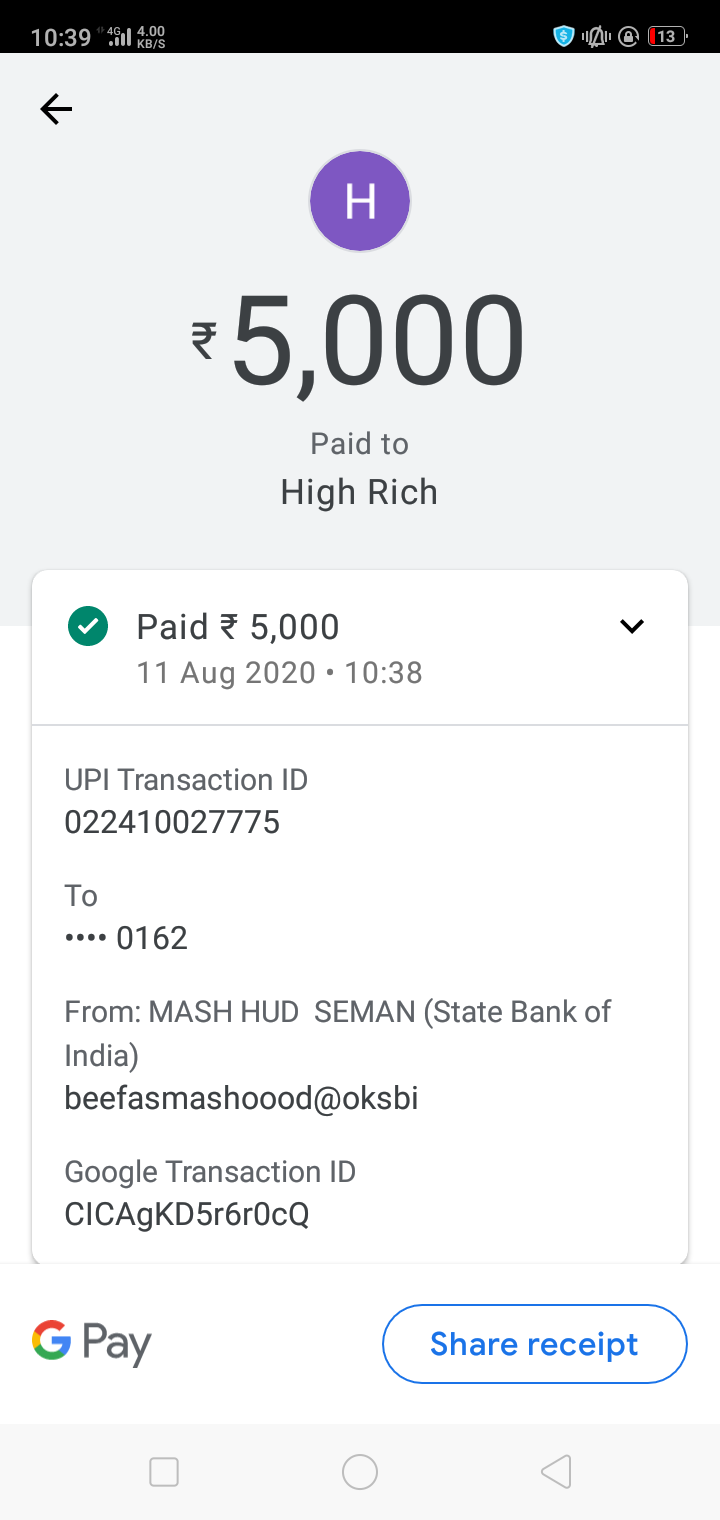 10:39 4G 4.00 KB/S 13
H
₹5,000
Paid to
High Rich
Paid ₹ 5,000
11 Aug 2020 • 10:38
UPI Transaction ID
022410027775
To
•••• 0162
From: MASH HUD  SEMAN (State Bank of
India)
beefasmashoood@oksbi
Google Transaction ID
CICAgKD5r6r0cQ
G Pay
Share receipt